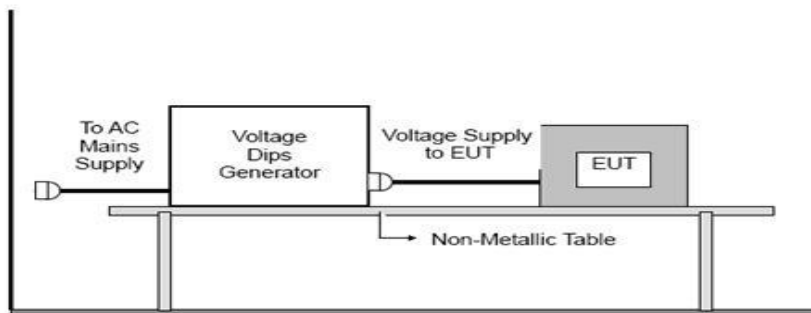 To AC
Mains
Supply
Voltage
Dips
Generator
Voltage Supply
to EUT
EUT
Non-Metallic Table